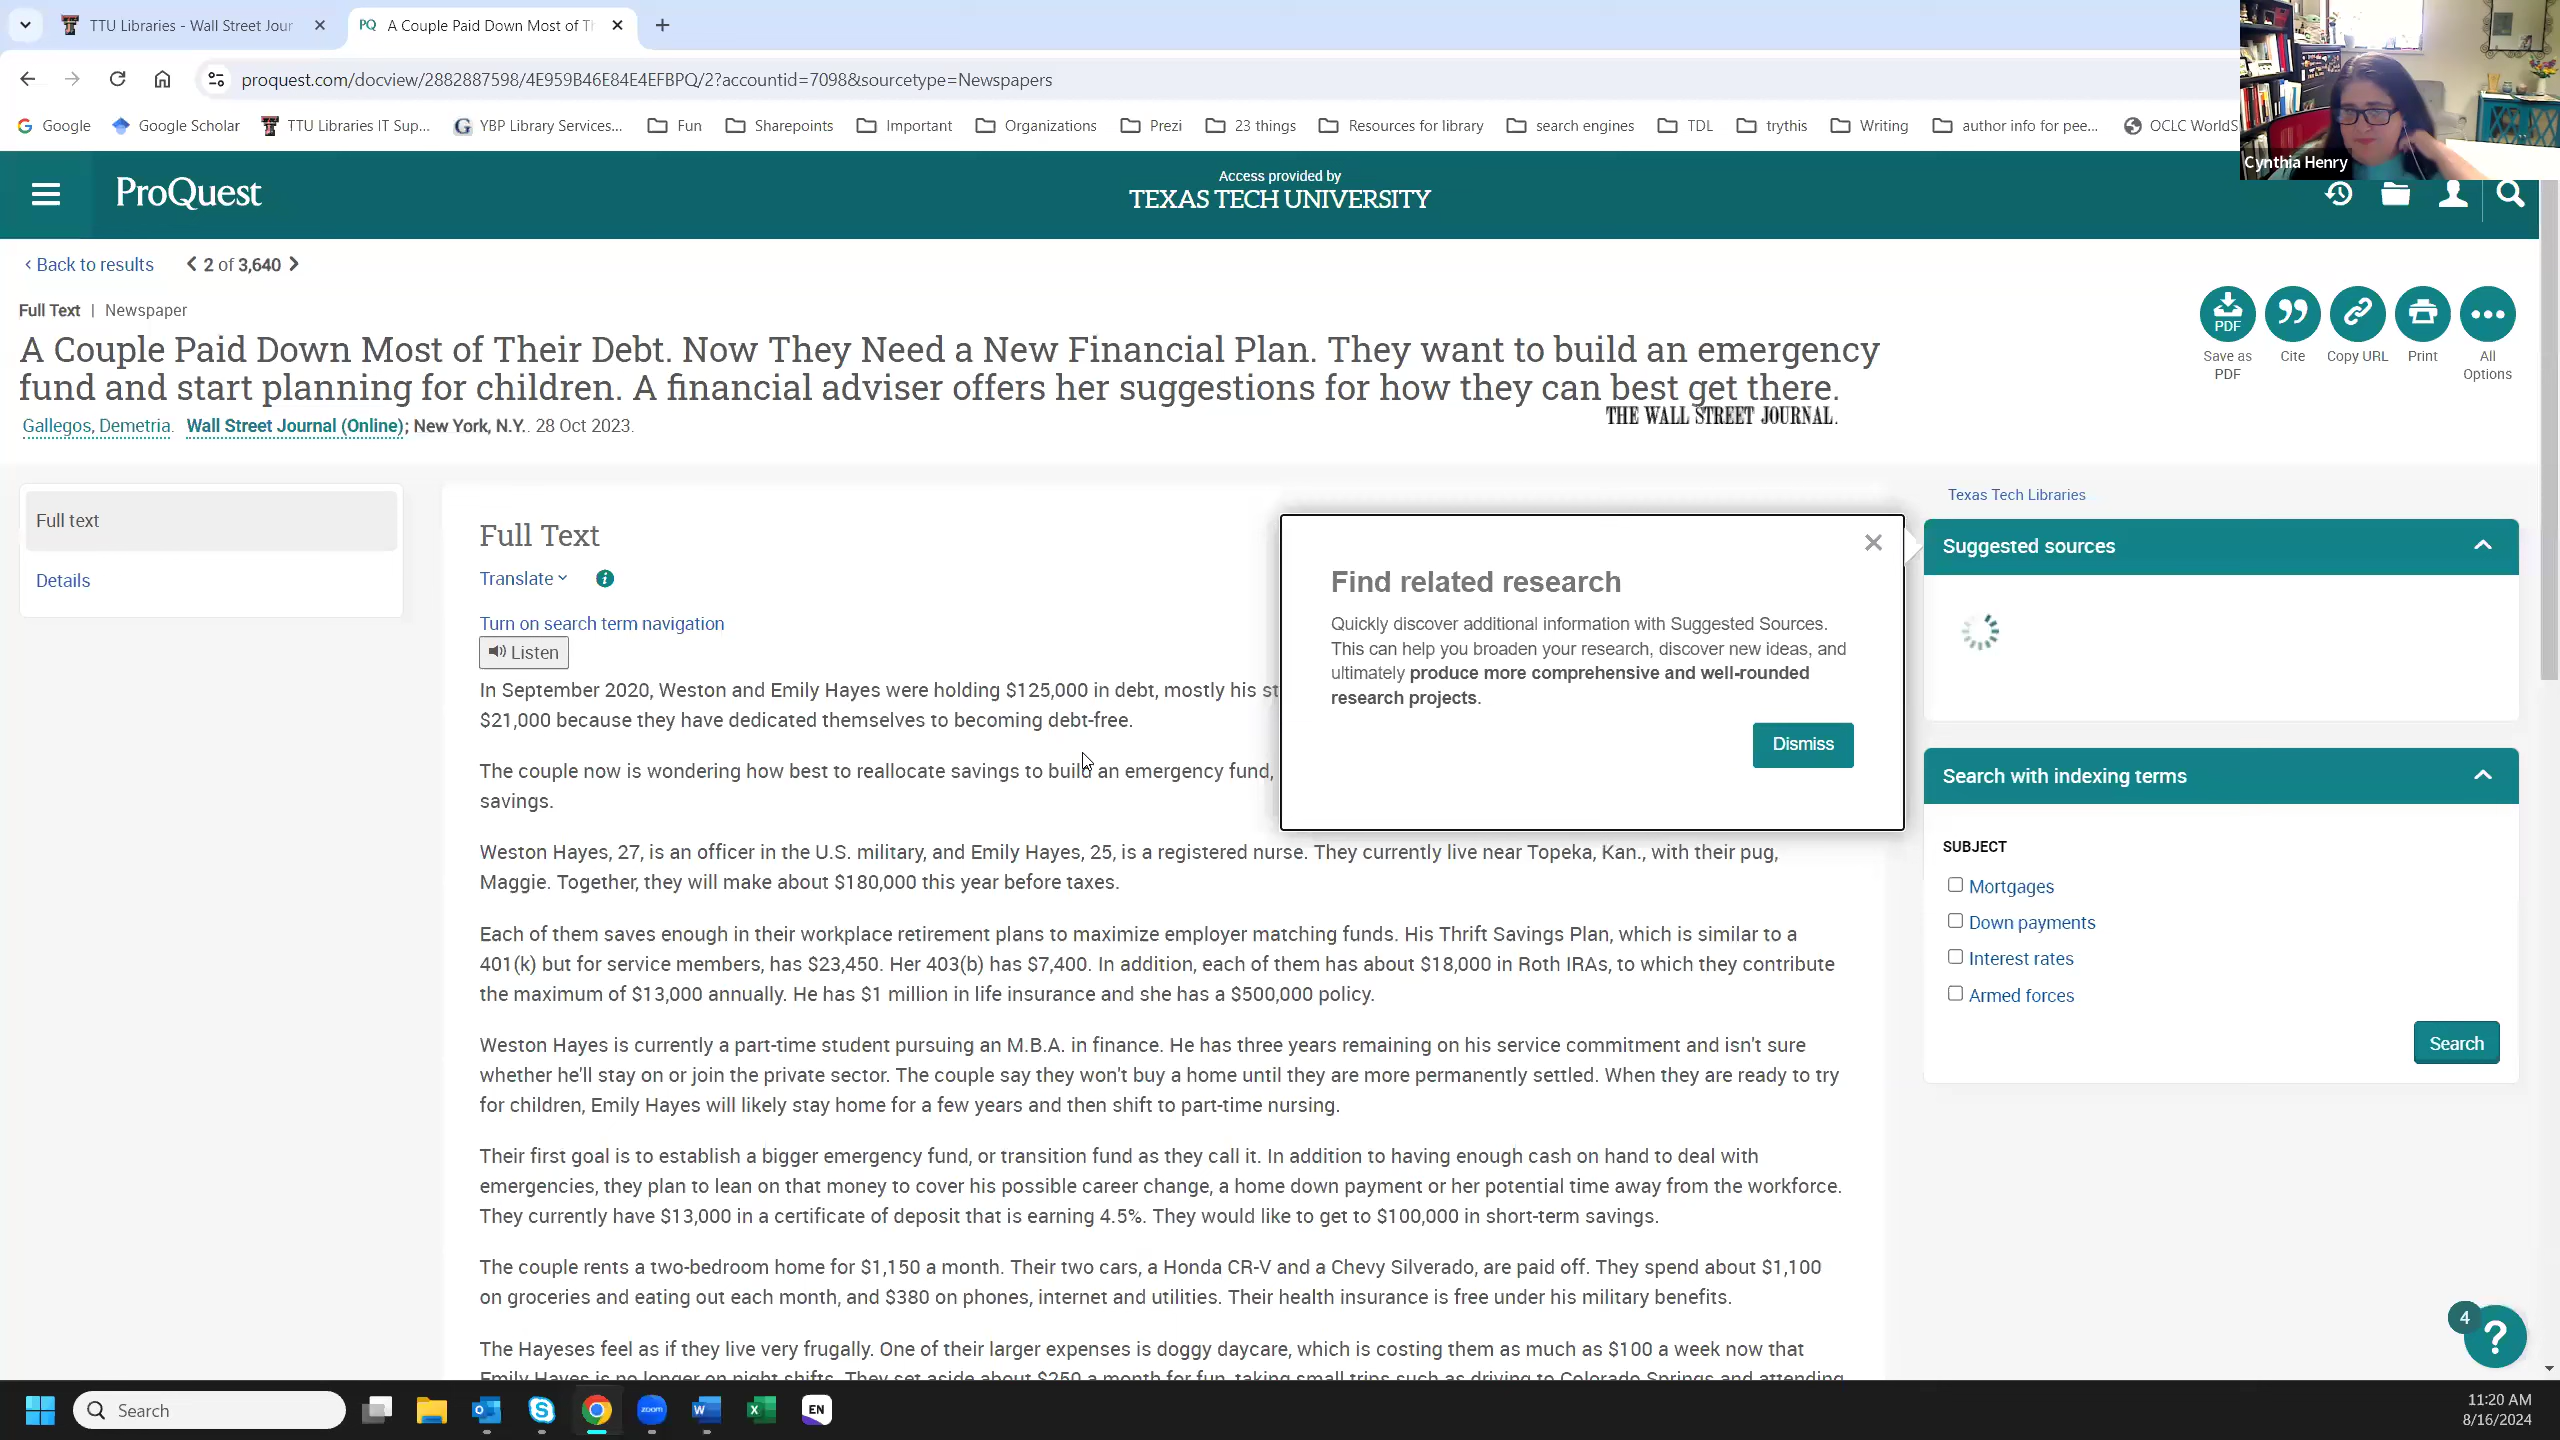 TTU Libraries - Wall Street Jour
A Couple Paid Down Most of Th
proquest.com/docview/2882887598/4E959B46E84E4EFBPQ/2?accountid=7098&sourcetype=Newspapers
Google
Google Scholar
TTU Libraries IT Sup...
YBP Library Services...
Fun
Sharepoints
Important
Organizations
Prezi
23 things
Resources for library
search engines
TDL
trythis
Writing
author info for pee...
OCLC WorldS
Cynthia Henry
ProQuest
Access provided by
TEXAS TECH UNIVERSITY
Back to results
2 of 3,640
Full Text | Newspaper
A Couple Paid Down Most of Their Debt. Now They Need a New Financial Plan. They want to build an emergency
fund and start planning for children. A financial adviser offers her suggestions for how they can best get there.
Gallegos, Demetria. Wall Street Journal (Online); New York, N.Y.. 28 Oct 2023.
THE WALL STREET JOURNAL.
PDF
Save as
PDF
Cite
Copy URL
Print
All
Options
Full text
Details
Full Text
Translate
Turn on search term navigation
Listen
In September 2020, Weston and Emily Hayes were holding $125,000 in debt, mostly his st
$21,000 because they have dedicated themselves to becoming debt-free.
The couple now is wondering how best to reallocate savings to build an emergency fund,
savings.
Weston Hayes, 27, is an officer in the U.S. military, and Emily Hayes, 25, is a registered nurse. They currently live near Topeka, Kan., with their pug,
Maggie. Together, they will make about $180,000 this year before taxes.
Each of them saves enough in their workplace retirement plans to maximize employer matching funds. His Thrift Savings Plan, which is similar to a
401(k) but for service members, has $23,450. Her 403(b) has $7,400. In addition, each of them has about $18,000 in Roth IRAs, to which they contribute
the maximum of $13,000 annually. He has $1 million in life insurance and she has a $500,000 policy.
Weston Hayes is currently a part-time student pursuing an M.B.A. in finance. He has three years remaining on his service commitment and isn't sure
whether he'll stay on or join the private sector. The couple say they won't buy a home until they are more permanently settled. When they are ready to try
for children, Emily Hayes will likely stay home for a few years and then shift to part-time nursing.
Their first goal is to establish a bigger emergency fund, or transition fund as they call it. In addition to having enough cash on hand to deal with
emergencies, they plan to lean on that money to cover his possible career change, a home down payment or her potential time away from the workforce.
They currently have $13,000 in a certificate of deposit that is earning 4.5%. They would like to get to $100,000 in short-term savings.
The couple rents a two-bedroom home for $1,150 a month. Their two cars, a Honda CR-V and a Chevy Silverado, are paid off. They spend about $1,100
on groceries and eating out each month, and $380 on phones, internet and utilities. Their health insurance is free under his military benefits.
The Hayeses feel as if they live very frugally. One of their larger expenses is doggy daycare, which is costing them as much as $100 a week now that
Emily Hayes is no longer on night shifts. They set aside about $250 a month for fun, taking small trips such as driving to Colorado Springs and attending
Find related research
Quickly discover additional information with Suggested Sources.
This can help you broaden your research, discover new ideas, and
ultimately produce more comprehensive and well-rounded
research projects.
Dismiss
Texas Tech Libraries
Suggested sources
Search with indexing terms
SUBJECT
Mortgages
Down payments
Interest rates
Armed forces
Search
4
?
Search
zoom
EN
11:20 AM
8/16/2024